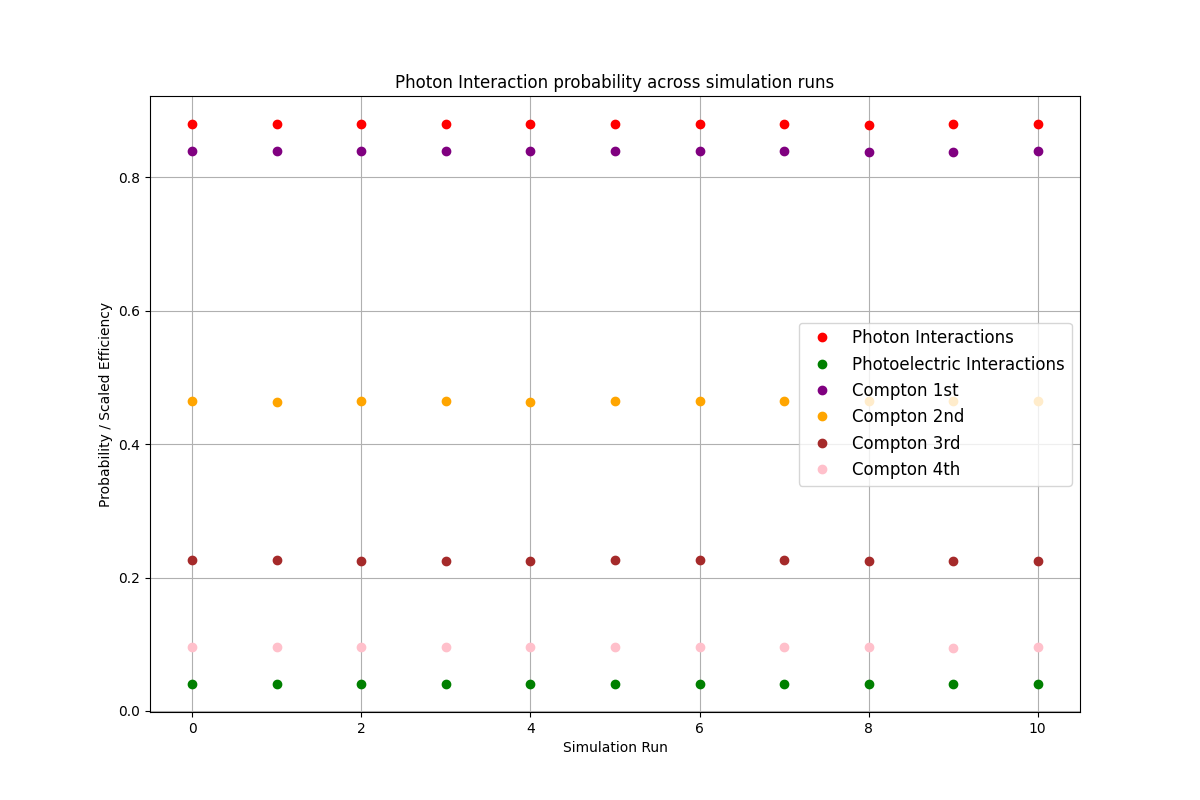 Photon Interaction probability across simulation runs
Probability / Scaled Efficiency
0.8
0.6
0.4
0.2
0.0
Photon Interactions
Photoelectric Interactions
Compton 1st
Compton 2nd
Compton 3rd
Compton 4th
0 2 4 6 8 10
Simulation Run